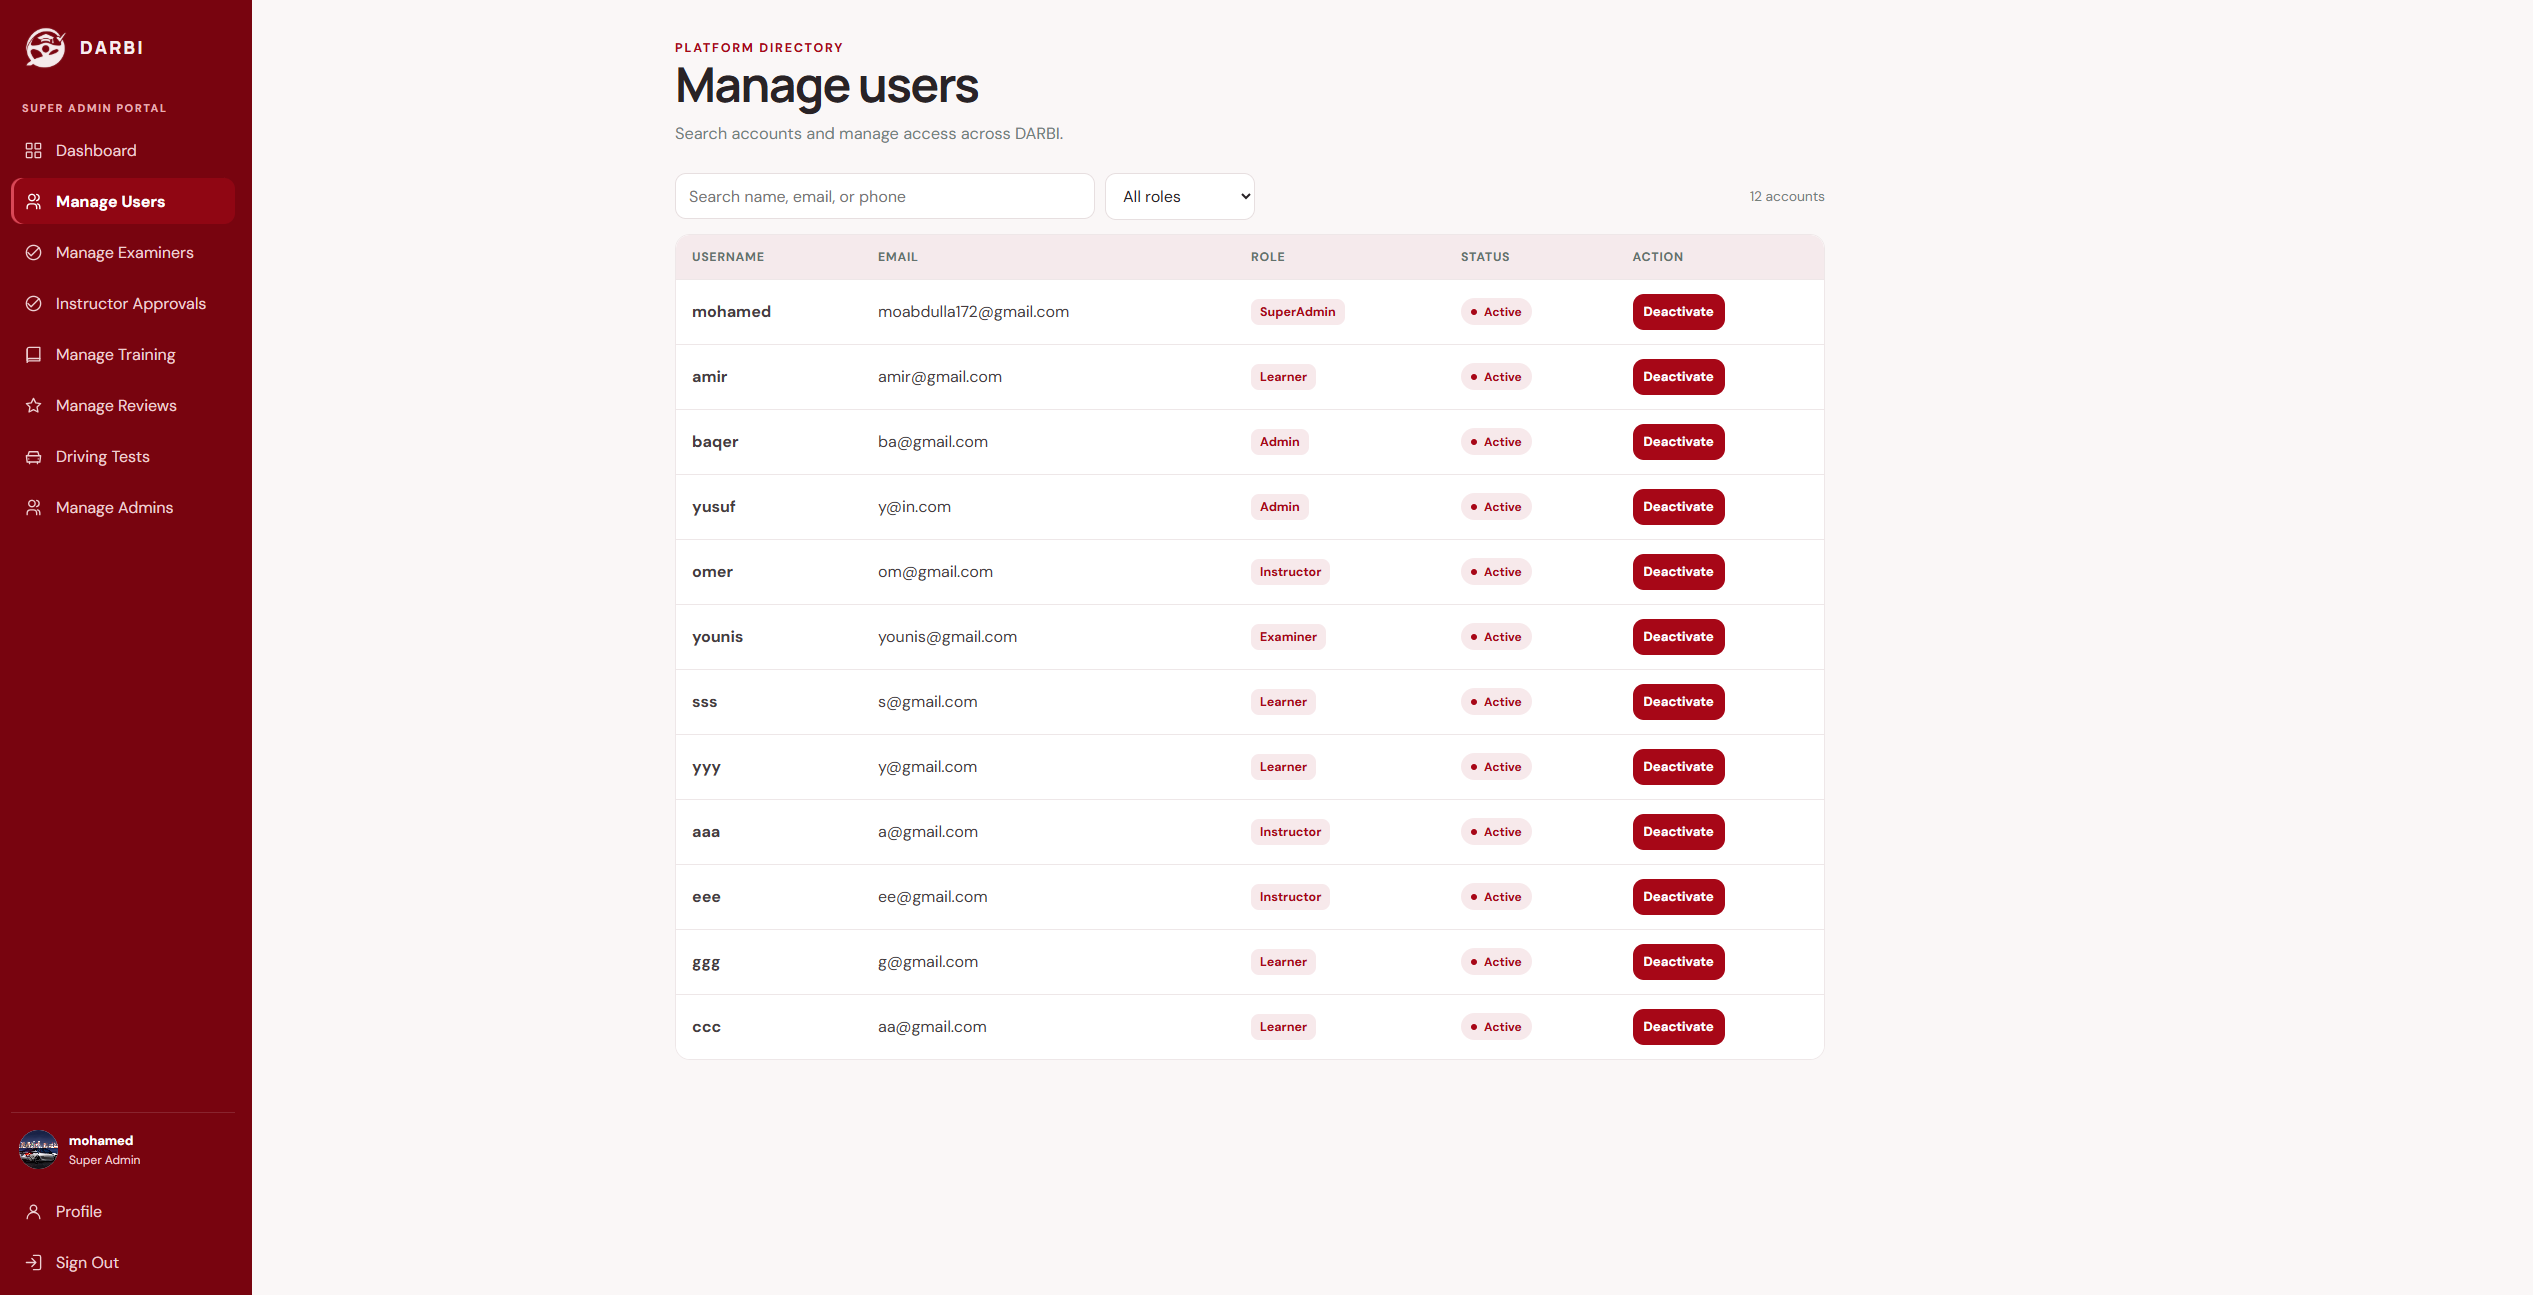 DARBI
SUPER ADMIN PORTAL
Dashboard
Manage Users
Manage Examiners
Instructor Approvals
Manage Training
Manage Reviews
Driving Tests
Manage Admins
mohamed
Super Admin
Profile
Sign Out
PLATFORM DIRECTORY
Manage users
Search accounts and manage access across DARBI.
Search name, email, or phone All roles 12 accounts
USERNAME EMAIL ROLE STATUS ACTION
mohamed moabdulla172@gmail.com SuperAdmin Active Deactivate
amir amir@gmail.com Learner Active Deactivate
baqer ba@gmail.com Admin Active Deactivate
yusuf y@in.com Admin Active Deactivate
omer om@gmail.com Instructor Active Deactivate
younis younis@gmail.com Examiner Active Deactivate
sss s@gmail.com Learner Active Deactivate
yyy y@gmail.com Learner Active Deactivate
aaa a@gmail.com Instructor Active Deactivate
eee ee@gmail.com Instructor Active Deactivate
ggg g@gmail.com Learner Active Deactivate
ccc aa@gmail.com Learner Active Deactivate